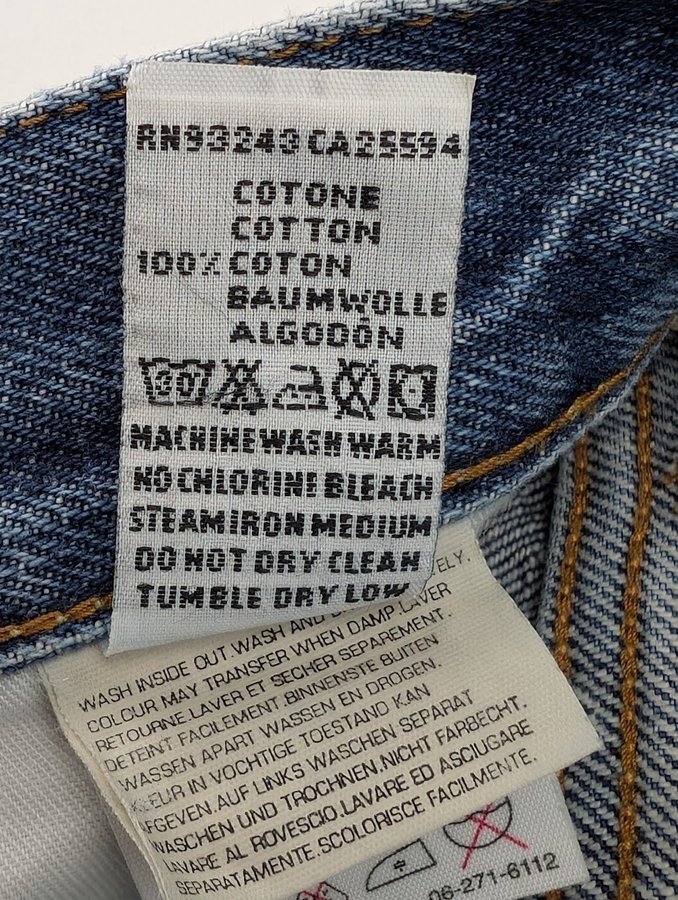 RN93243 CA25594
COTONE
COTTON
100% COTON
BAUMWOLLE
ALGODÓN
30
MACHINE WASH WARM
NO CHLORINE BLEACH
STEAM IRON MEDIUM
DO NOT DRY CLEAN
TUMBLE DRY LOW
WASH INSIDE OUT.WASH AND ELY.
COLOUR MAY TRANSFER WHEN DAMP.LAVER
RETOURNE.LAVER ET SECHER SEPAREMENT.
DETEINT FACILEMENT.BINNENSTE BUITEN
WASSEN APART WASSEN EN DROGEN.
KLEUR IN VOCHTIGE TOESTAND KAN
AFGEVEN.AUF LINKS WASCHEN SEPARAT
WASCHEN UND TROCHNEN.NICHT FARBECHT.
LAVARE AL ROVESCIO.LAVARE ED ASCIUGARE
SEPARATAMENTE.SCOLORISCE FACILMENTE.
06-271-6112